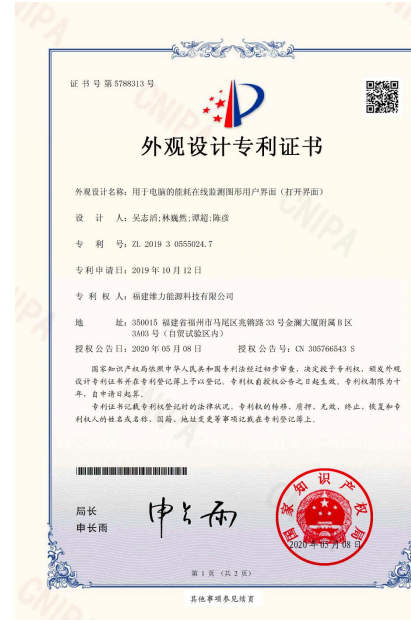 证书号第5788313号
外观设计专利证书
外观设计名称：用于电脑的能耗在线监测图形用户界面（打开界面）
设计人：吴志滔;林巍然;谭超;陈彦
专利号：ZL 2019 3 0555024.7
专利申请日：2019年10月12日
专利权人：福建维力能源科技有限公司
地址：350015 福建省福州市马尾区兆锵路33号金澜大厦附属B区
3A03号（自贸试验区内）
授权公告日：2020年05月08日 授权公告号：CN 305766543 S
国家知识产权局依照中华人民共和国专利法经过初步审查，决定授予专利权，颁发外观
设计专利证书并在专利登记簿上予以登记。专利权自授权公告之日起生效。专利权期限为十
年，自申请日起算。
专利证书记载专利权登记时的法律状况。专利权的转移、质押、无效、终止、恢复和专
利权人的姓名或名称、国籍、地址变更等事项记载在专利登记簿上。
局长
申长雨
申长雨
国家知识产权局
2020年05月08日
第1页（共2页）
其他事项参见续页
CNIPA
CNIPA
CNIPA